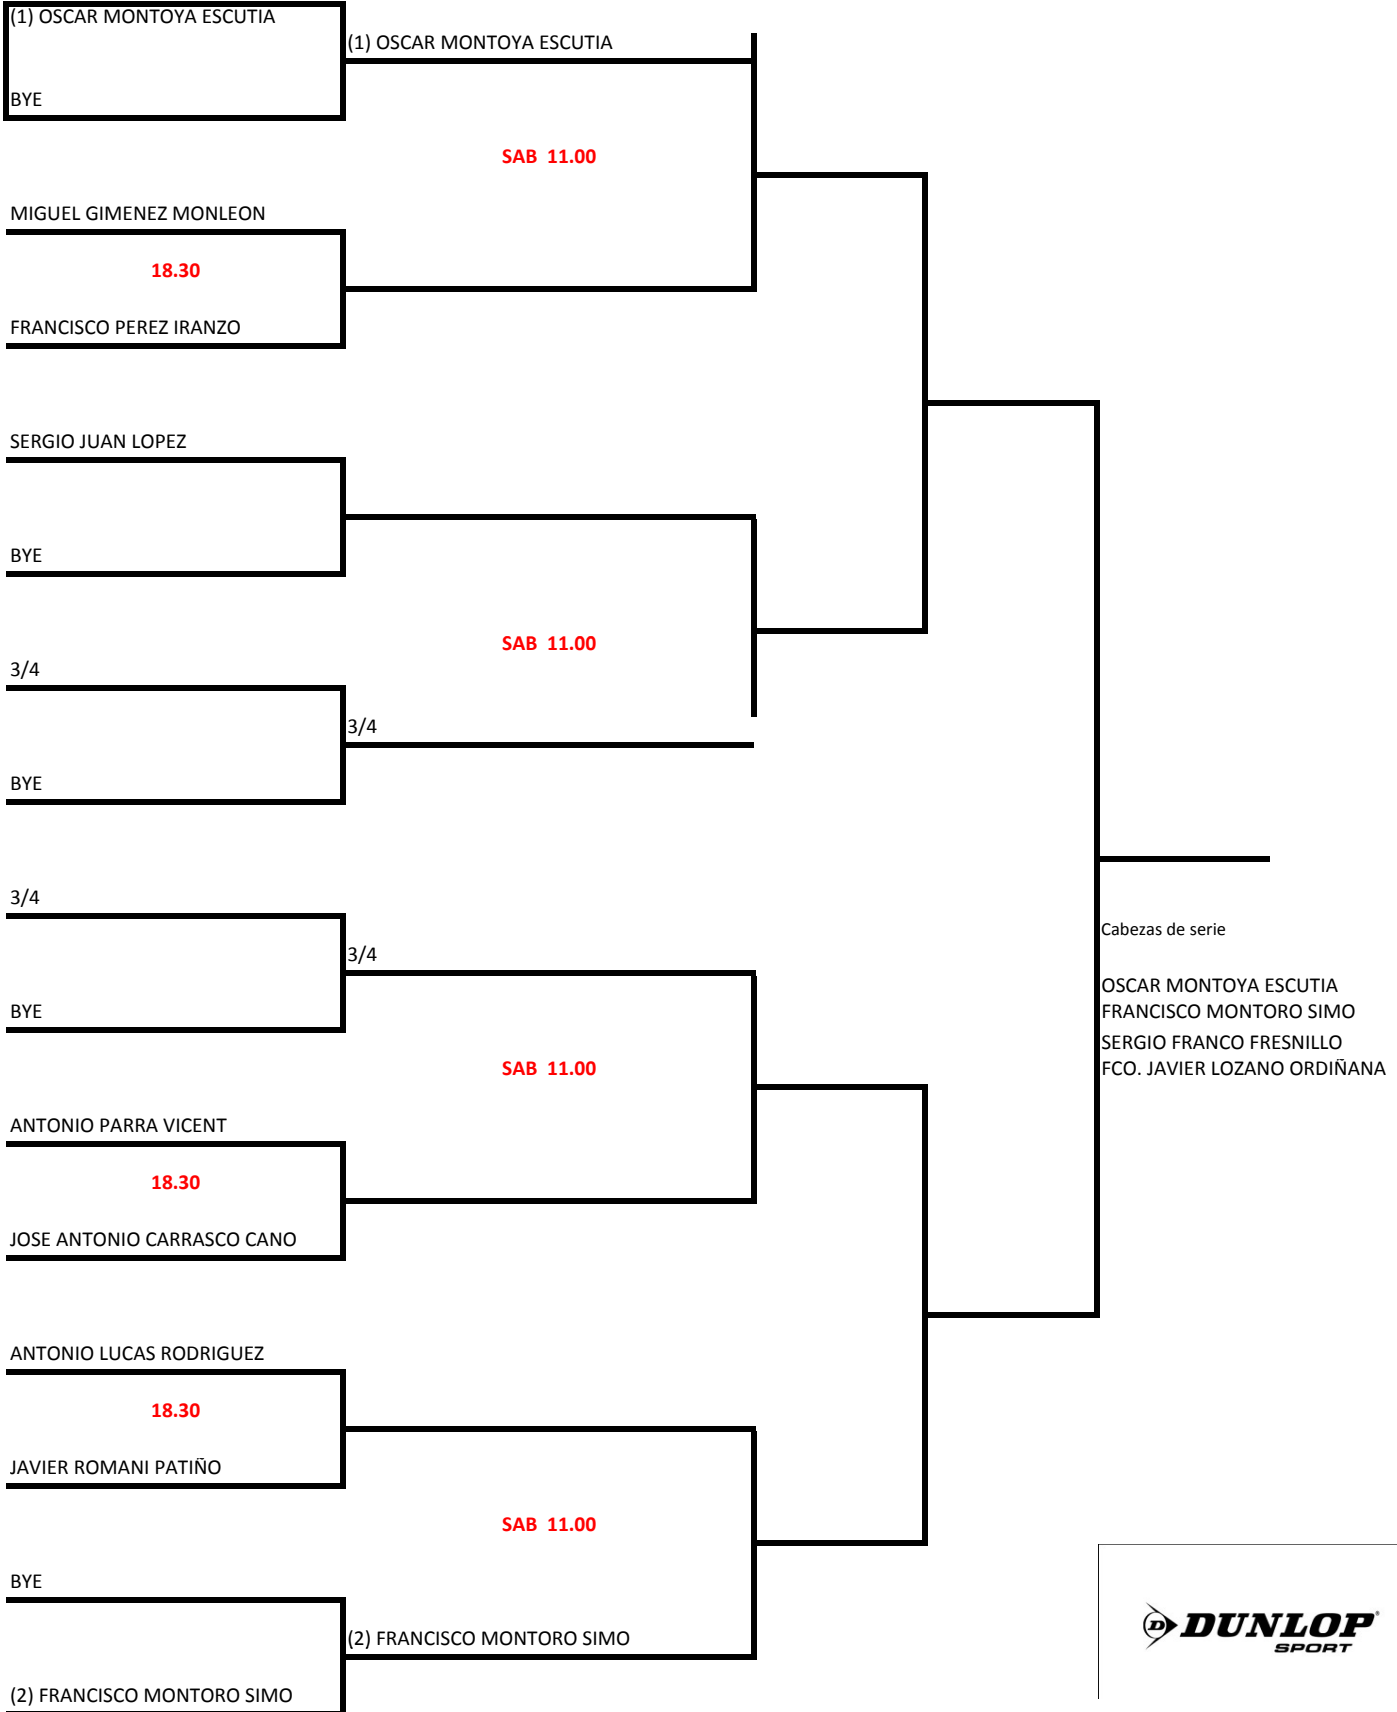 (1) OSCAR MONTOYA ESCUTIA
(1) OSCAR MONTOYA ESCUTIA
BYE
SAB 11.00
MIGUEL GIMENEZ MONLEON
18.30
FRANCISCO PEREZ IRANZO
SERGIO JUAN LOPEZ
BYE
SAB 11.00
3/4
3/4
BYE
3/4
3/4
BYE
SAB 11.00
ANTONIO PARRA VICENT
18.30
JOSE ANTONIO CARRASCO CANO
ANTONIO LUCAS RODRIGUEZ
18.30
JAVIER ROMANI PATIÑO
SAB 11.00
BYE
(2) FRANCISCO MONTORO SIMO
(2) FRANCISCO MONTORO SIMO
Cabezas de serie
OSCAR MONTOYA ESCUTIA
FRANCISCO MONTORO SIMO
SERGIO FRANCO FRESNILLO
FCO. JAVIER LOZANO ORDIÑANA
D DUNLOP
SPORT